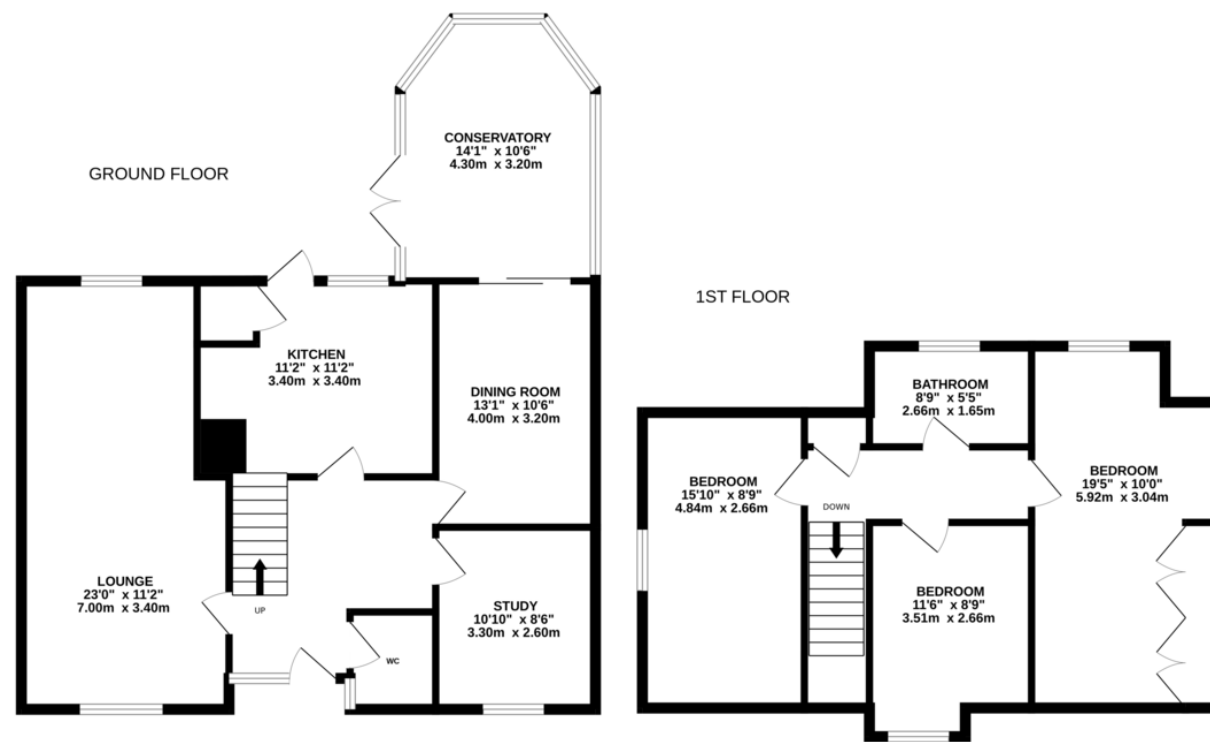 GROUND FLOOR
CONSERVATORY
14'1" x 10'6"
4.30m x 3.20m
KITCHEN
11'2" x 11'2"
3.40m x 3.40m
DINING ROOM
13'1" x 10'6"
4.00m x 3.20m
LOUNGE
23'0" x 11'2"
7.00m x 3.40m
UP
STUDY
10'10" x 8'6"
3.30m x 2.60m
WC
1ST FLOOR
BATHROOM
8'9" x 5'5"
2.66m x 1.65m
BEDROOM
15'10" x 8'9"
4.84m x 2.66m
DOWN
BEDROOM
19'5" x 10'0"
5.92m x 3.04m
BEDROOM
11'6" x 8'9"
3.51m x 2.66m